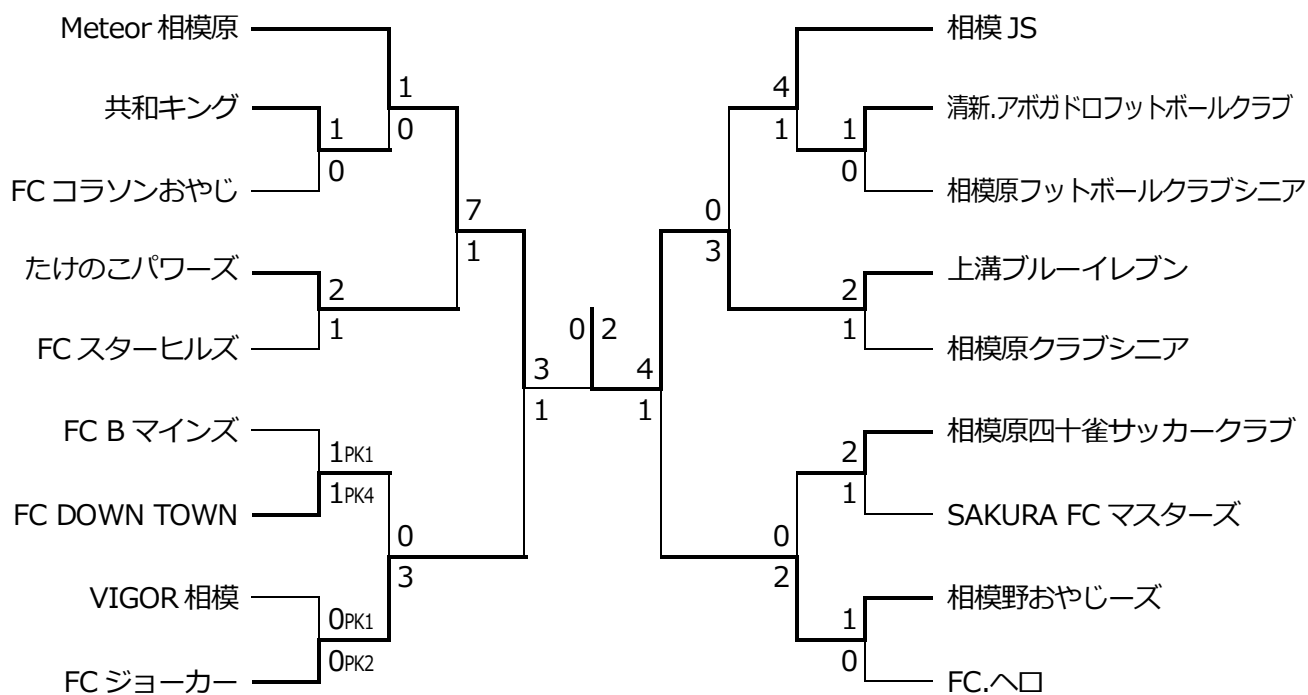 Meteor 相模原
共和キング
FC コラソンおやじ
たけのこパワーズ
FC スターヒルズ
FC B マインズ
FC DOWN TOWN
VIGOR 相模
FC ジョーカー
1
0
1
0
2
1
7
1
1PK1
1PK4
0PK1
0PK2
0
3
3
1
0 2
4
1
0
3
4
1
1
0
2
1
2
1
0
2
1
0
相模 JS
清新.アボガドロフットボールクラブ
相模原フットボールクラブシニア
上溝ブルーイレブン
相模原クラブシニア
相模原四十雀サッカークラブ
SAKURA FC マスターズ
相模野おやじーズ
FC.ヘロ